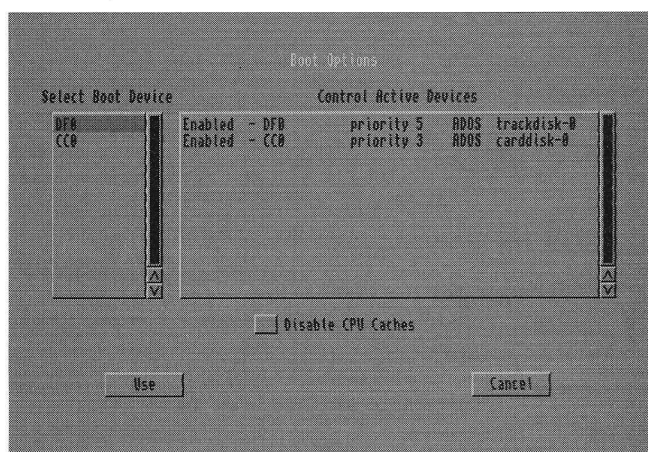 Boot Options
Select Boot Device
Control Active Devices
DF0
CC0
Enabled - DF0 priority 5 ADOS trackdisk-0
Enabled - CC0 priority 3 ADOS carddisk-0
Disable CPU Caches
Use
Cancel